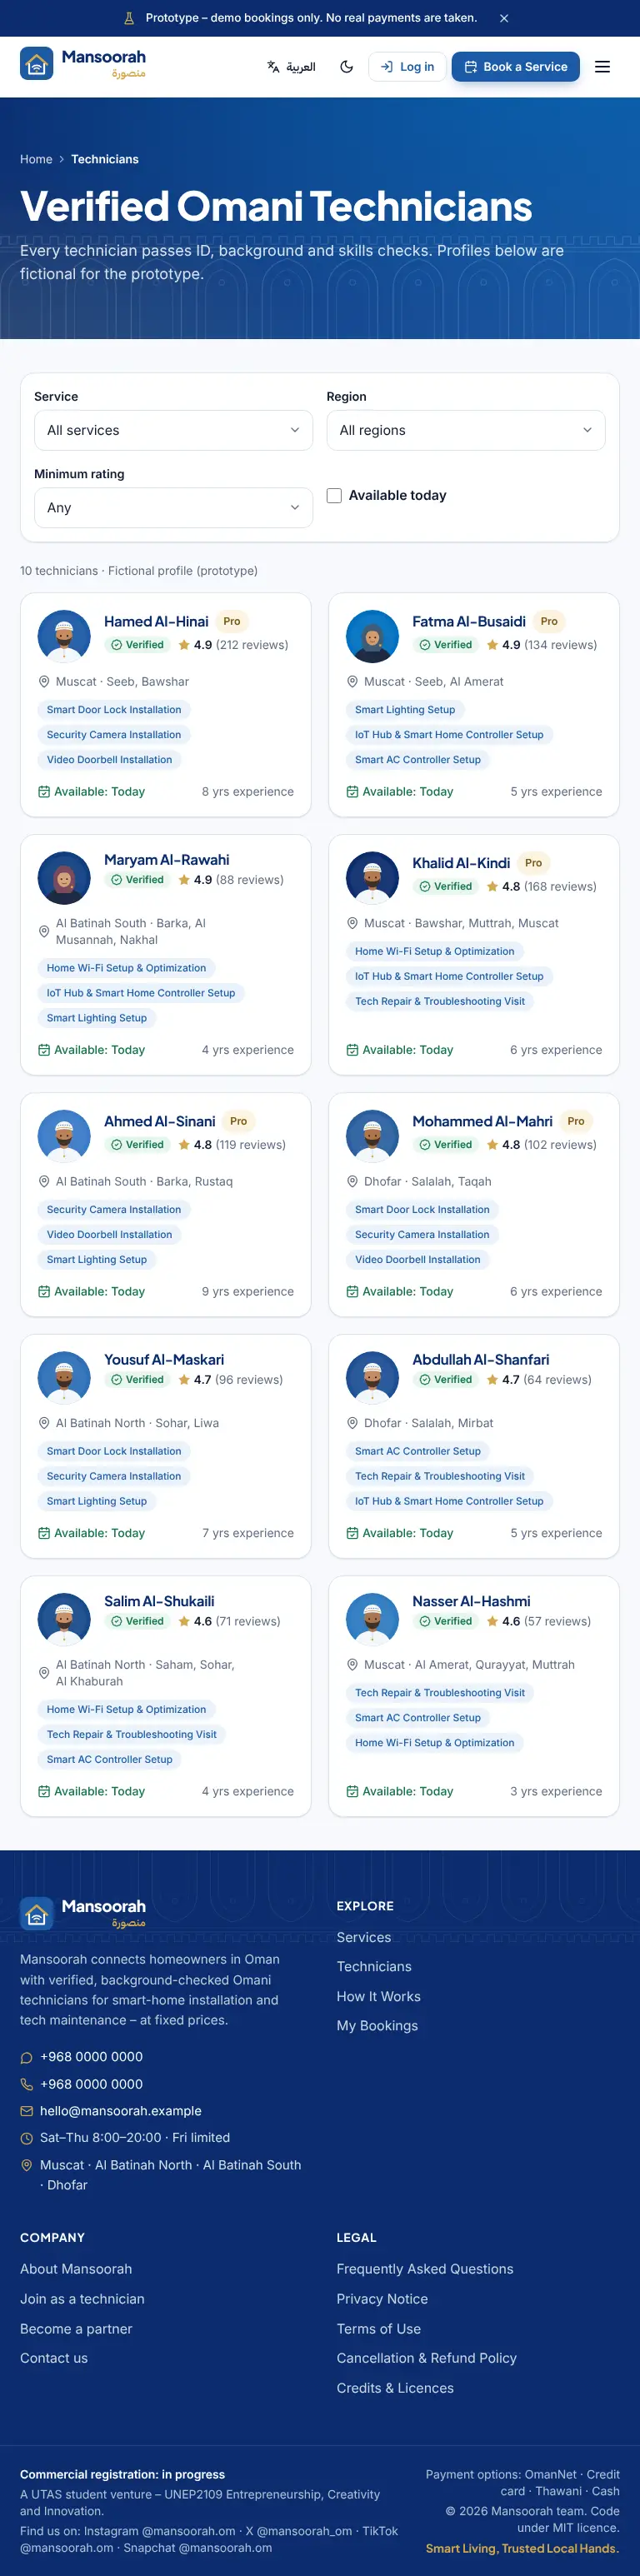 Prototype – demo bookings only. No real payments are taken.
Mansoorah
منصورة
العربية
Log in
Book a Service
Home > Technicians
Verified Omani Technicians
Every technician passes ID, background and skills checks. Profiles below are
fictional for the prototype.
Service
All services
Region
All regions
Minimum rating
Any
Available today
10 technicians · Fictional profile (prototype)
Hamed Al-Hinai Pro
Verified 4.9 (212 reviews)
Muscat · Seeb, Bawshar
Smart Door Lock Installation
Security Camera Installation
Video Doorbell Installation
Available: Today 8 yrs experience
Fatma Al-Busaidi Pro
Verified 4.9 (134 reviews)
Muscat · Seeb, Al Amerat
Smart Lighting Setup
IoT Hub & Smart Home Controller Setup
Smart AC Controller Setup
Available: Today 5 yrs experience
Maryam Al-Rawahi
Verified 4.9 (88 reviews)
Al Batinah South · Barka, Al
Musannah, Nakhal
Home Wi-Fi Setup & Optimization
IoT Hub & Smart Home Controller Setup
Smart Lighting Setup
Available: Today 4 yrs experience
Khalid Al-Kindi Pro
Verified 4.8 (168 reviews)
Muscat · Bawshar, Muttrah, Muscat
Home Wi-Fi Setup & Optimization
IoT Hub & Smart Home Controller Setup
Tech Repair & Troubleshooting Visit
Available: Today 6 yrs experience
Ahmed Al-Sinani Pro
Verified 4.8 (119 reviews)
Al Batinah South · Barka, Rustaq
Security Camera Installation
Video Doorbell Installation
Smart Lighting Setup
Available: Today 9 yrs experience
Mohammed Al-Mahri Pro
Verified 4.8 (102 reviews)
Dhofar · Salalah, Taqah
Smart Door Lock Installation
Security Camera Installation
Video Doorbell Installation
Available: Today 6 yrs experience
Yousuf Al-Maskari
Verified 4.7 (96 reviews)
Al Batinah North · Sohar, Liwa
Smart Door Lock Installation
Security Camera Installation
Smart Lighting Setup
Available: Today 7 yrs experience
Abdullah Al-Shanfari
Verified 4.7 (64 reviews)
Dhofar · Salalah, Mirbat
Smart AC Controller Setup
Tech Repair & Troubleshooting Visit
IoT Hub & Smart Home Controller Setup
Available: Today 5 yrs experience
Salim Al-Shukaili
Verified 4.6 (71 reviews)
Al Batinah North · Saham, Sohar,
Al Khaburah
Home Wi-Fi Setup & Optimization
Tech Repair & Troubleshooting Visit
Smart AC Controller Setup
Available: Today 4 yrs experience
Nasser Al-Hashmi
Verified 4.6 (57 reviews)
Muscat · Al Amerat, Qurayyat, Muttrah
Tech Repair & Troubleshooting Visit
Smart AC Controller Setup
Home Wi-Fi Setup & Optimization
Available: Today 3 yrs experience
Mansoorah
منصورة
Mansoorah connects homeowners in Oman
with verified, background-checked Omani
technicians for smart-home installation and
tech maintenance – at fixed prices.
+968 0000 0000
+968 0000 0000
hello@mansoorah.example
Sat–Thu 8:00–20:00 · Fri limited
Muscat · Al Batinah North · Al Batinah South
· Dhofar
EXPLORE
Services
Technicians
How It Works
My Bookings
COMPANY
About Mansoorah
Join as a technician
Become a partner
Contact us
LEGAL
Frequently Asked Questions
Privacy Notice
Terms of Use
Cancellation & Refund Policy
Credits & Licences
Commercial registration: in progress
A UTAS student venture – UNEP2109 Entrepreneurship, Creativity
and Innovation.
Find us on: Instagram @mansoorah.om · X @mansoorah_om · TikTok
@mansoorah.om · Snapchat @mansoorah.om
Payment options: OmanNet · Credit
card · Thawani · Cash
© 2026 Mansoorah team. Code
under MIT licence.
Smart Living, Trusted Local Hands.